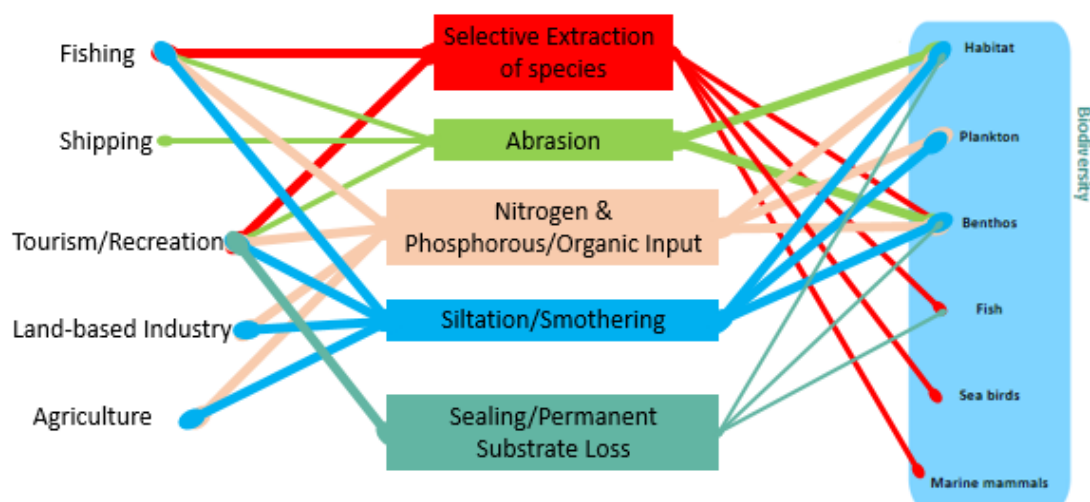 Fishing
Shipping
Tourism/Recreation
Land-based Industry
Agriculture
Selective Extraction
of species
Abrasion
Nitrogen &
Phosphorous/Organic Input
Siltation/Smothering
Sealing/Permanent
Substrate Loss
Habitat
Plankton
Benthos
Fish
Sea birds
Marine mammals
Biodiversity